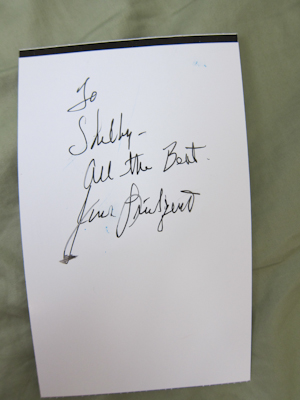 To
Shelby-
All the Best.